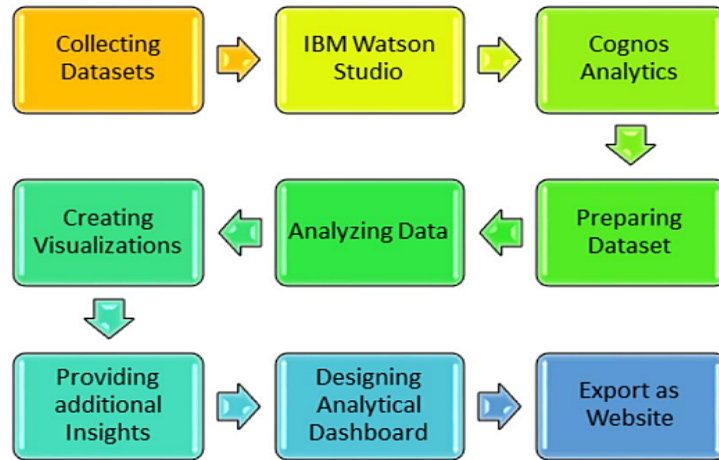 Collecting
Datasets
IBM Watson
Studio
Cognos
Analytics
Creating
Visualizations
Analyzing Data
Preparing
Dataset
Providing
additional
Insights
Designing
Analytical
Dashboard
Export as
Website